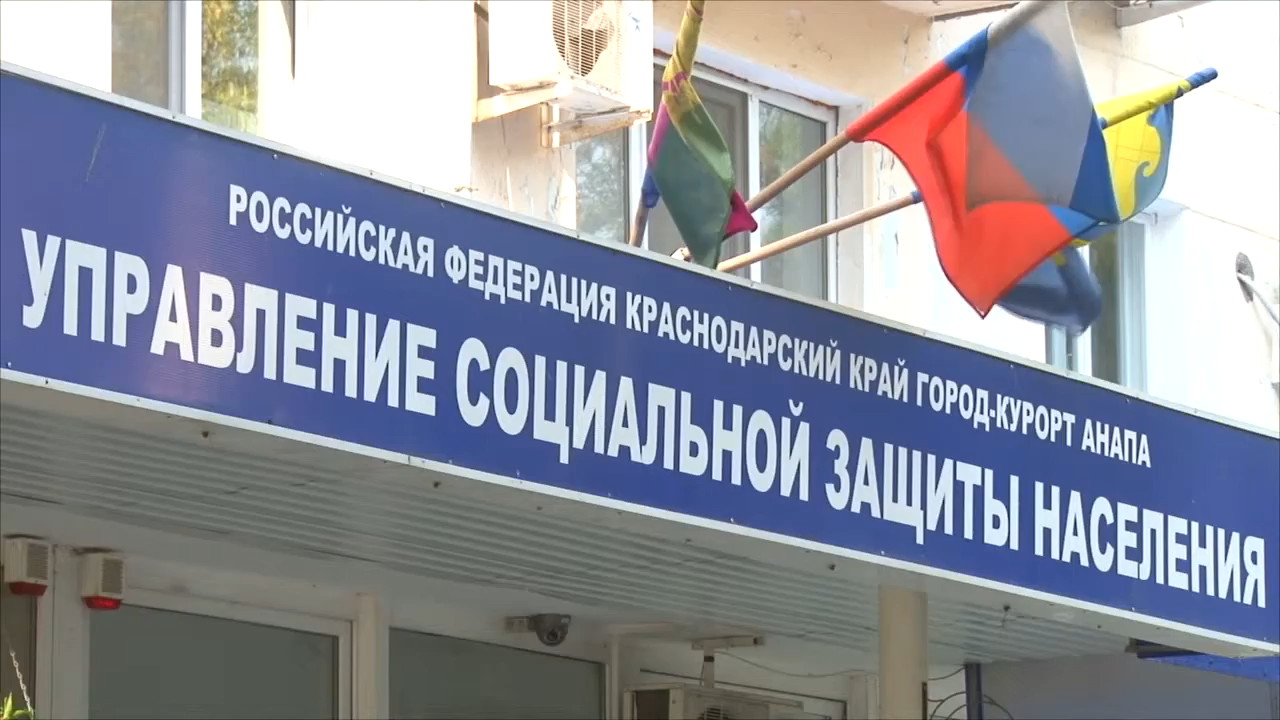 РОССИЙСКАЯ ФЕДЕРАЦИЯ КРАСНОДАРСКИЙ КРАЙ ГОРОД-КУРОРТ АНАПА
УПРАВЛЕНИЕ СОЦИАЛЬНОЙ ЗАЩИТЫ НАСЕЛЕНИЯ